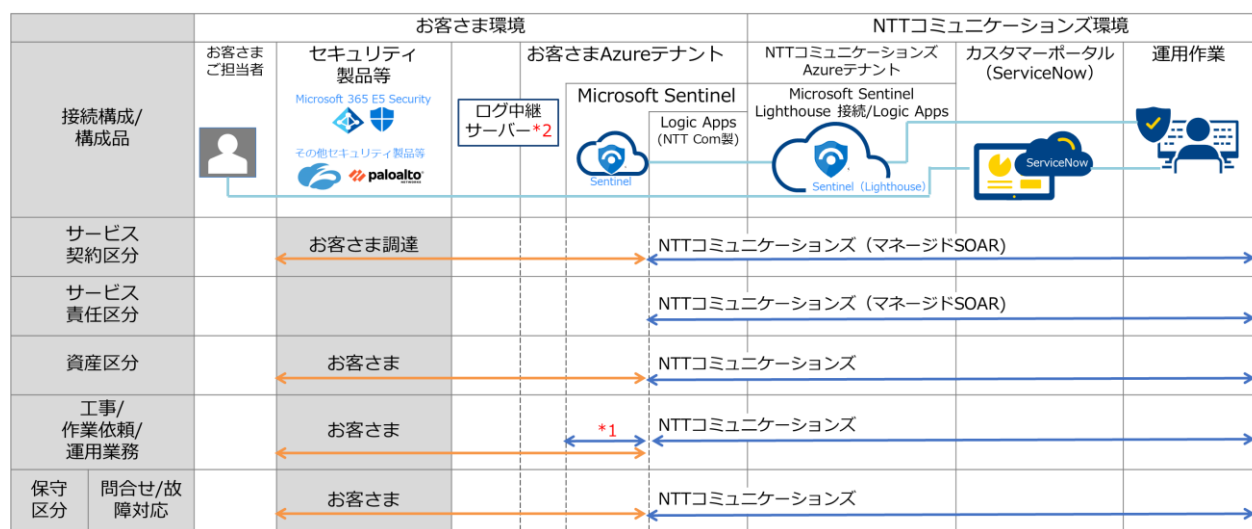 お客さま環境
NTTコミュニケーションズ環境
接続構成/
構成品
お客さま
ご担当者
セキュリティ
製品等
Microsoft 365 E5 Security
その他セキュリティ製品等
paloalto
NETWORKS
ログ中継
サーバー*2
お客さまAzureテナント
Microsoft Sentinel
Sentinel
Logic Apps
(NTT Com製)
NTTコミュニケーションズ
Azureテナント
Microsoft Sentinel
Lighthouse 接続/Logic Apps
Sentinel（Lighthouse）
カスタマーポータル
（ServiceNow）
ServiceNow
運用作業
サービス
契約区分
お客さま調達
NTTコミュニケーションズ（マネージドSOAR)
サービス
責任区分
NTTコミュニケーションズ（マネージドSOAR)
資産区分
お客さま
NTTコミュニケーションズ
工事/
作業依頼/
運用業務
お客さま
*1
NTTコミュニケーションズ
保守
区分
問合せ/故
障対応
お客さま
NTTコミュニケーションズ